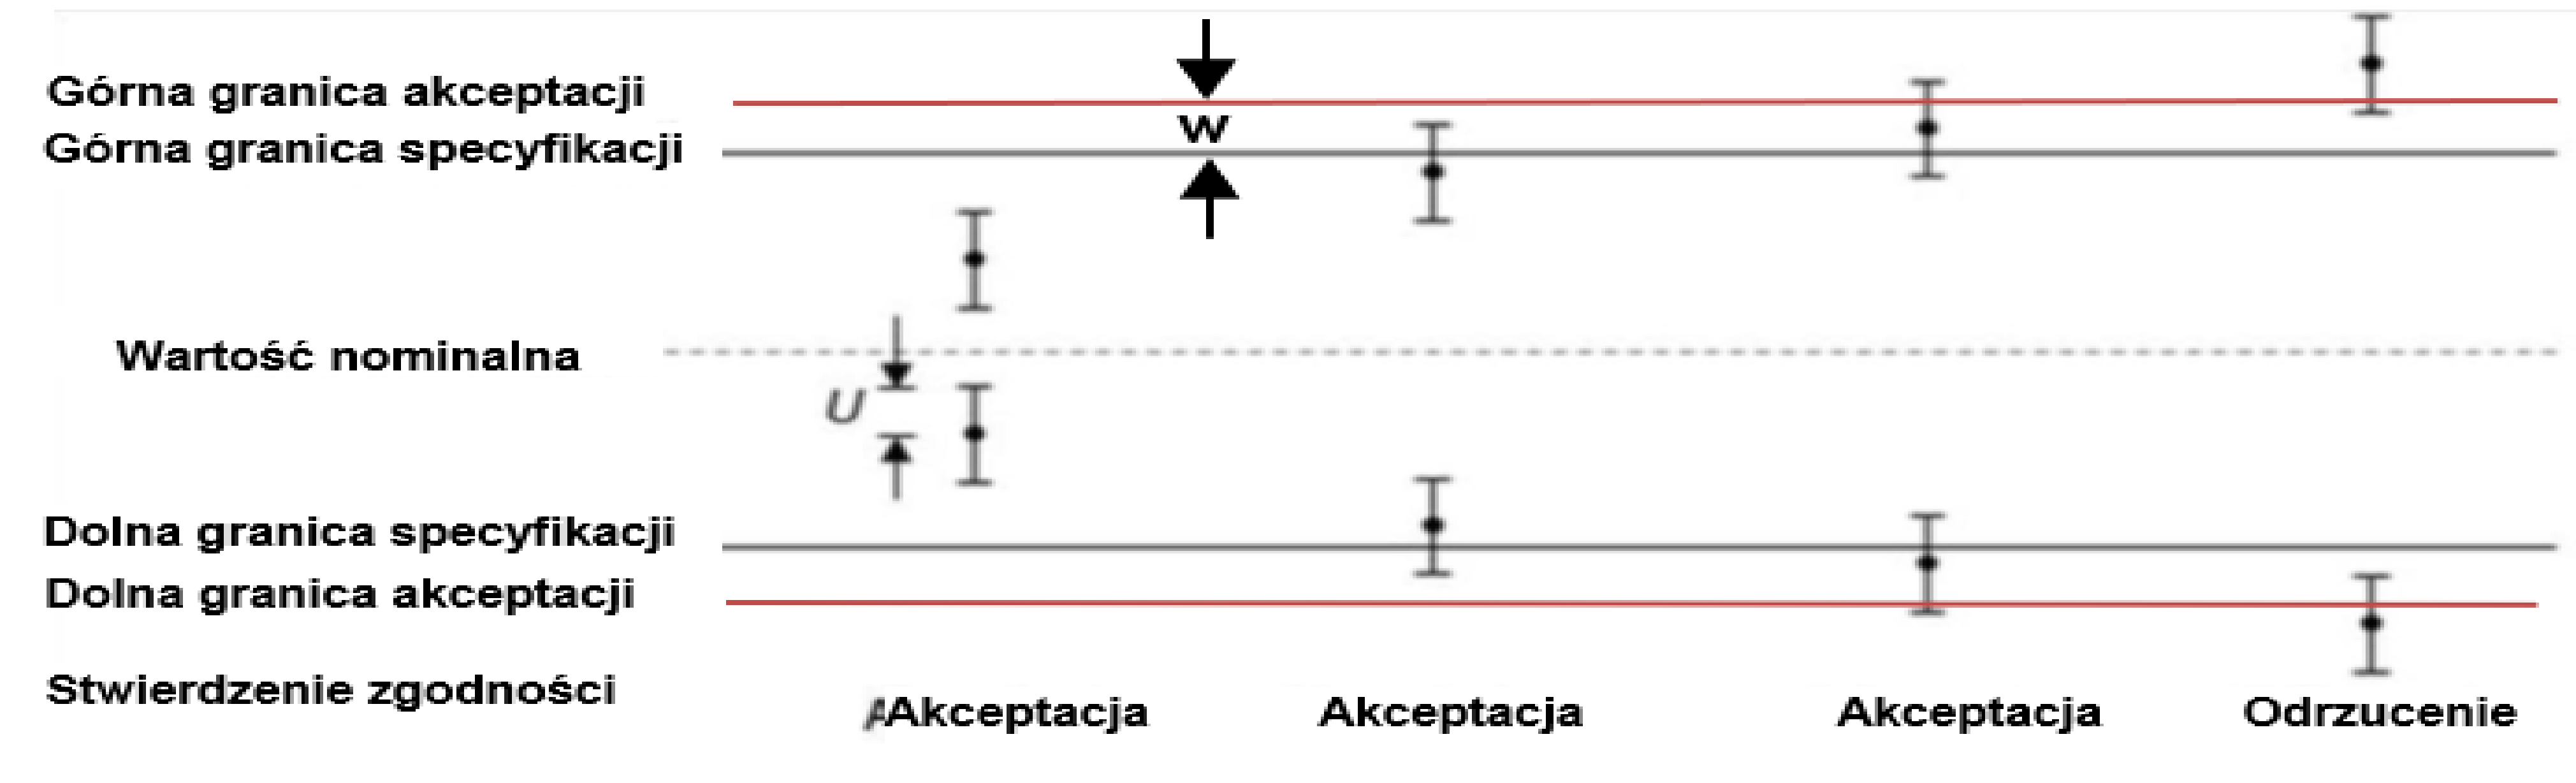 Górna granica akceptacji
w
Górna granica specyfikacji
Wartość nominalna
U
Dolna granica specyfikacji
Dolna granica akceptacji
Stwierdzenie zgodności
AAkceptacja Akceptacja Akceptacja Odrzucenie